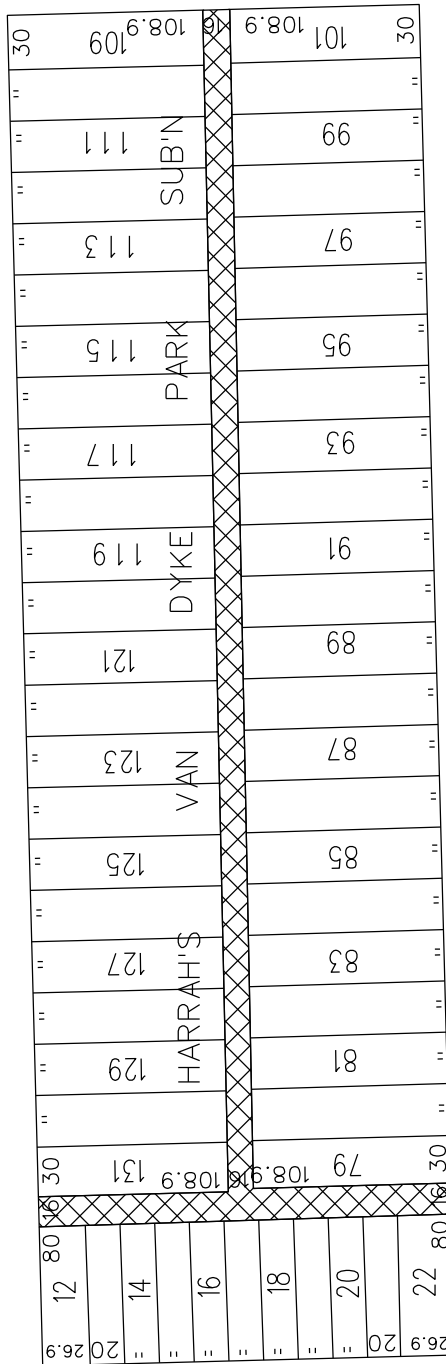 30 109 108.9 16 108.9 101 30
" "
" 111 99 "
" "
" 113 97 "
" "
" 115 95 "
" "
" 117 93 "
" "
" 119 91 "
" "
" 121 89 "
" "
" 123 87 "
" "
" 125 85 "
" "
" 127 83 "
" "
" 129 81 "
" "
30 131 108.9 16 108.9 79 30
HARRAH'S VAN DYKE PARK SUB'N
16 16
80 80
12 14 16 18 20 22
26.9 20 " " " " " " 20 26.9